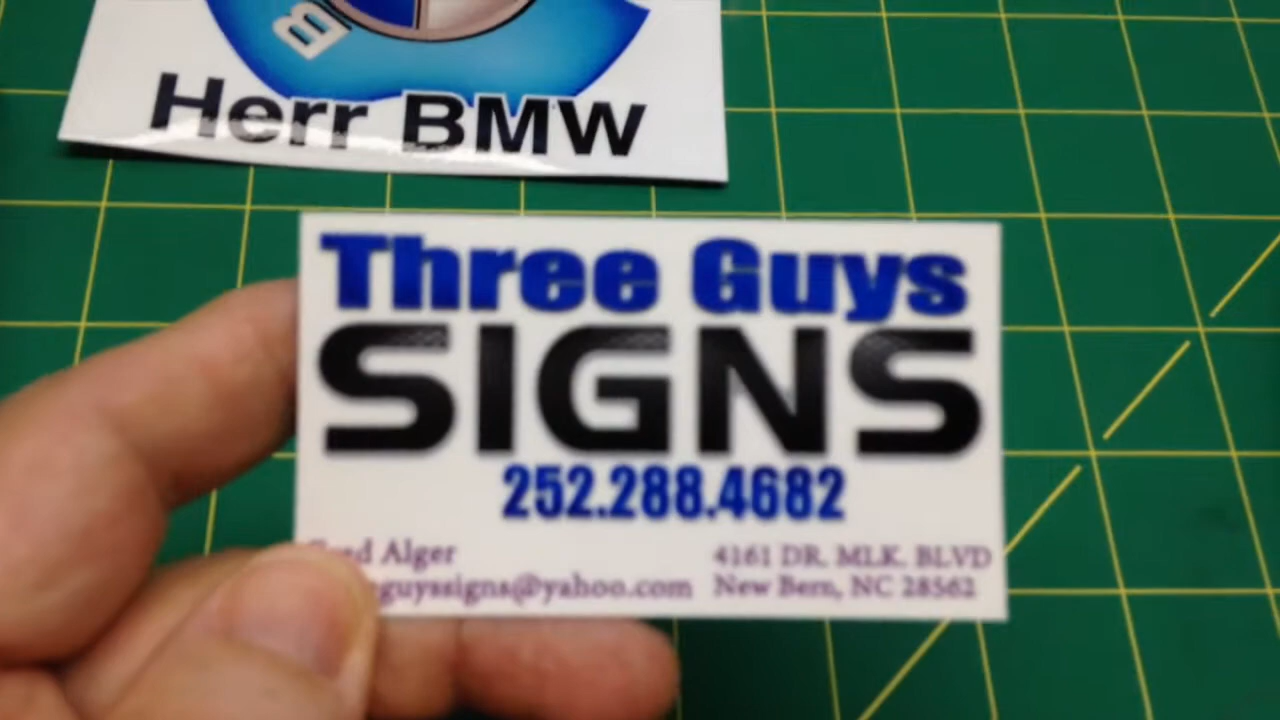 B
Herr BMW
Three Guys
SIGNS
252.288.4682
Alger
guyssigns@yahoo.com
4161 DR. MLK. BLVD
New Bern, NC 28562